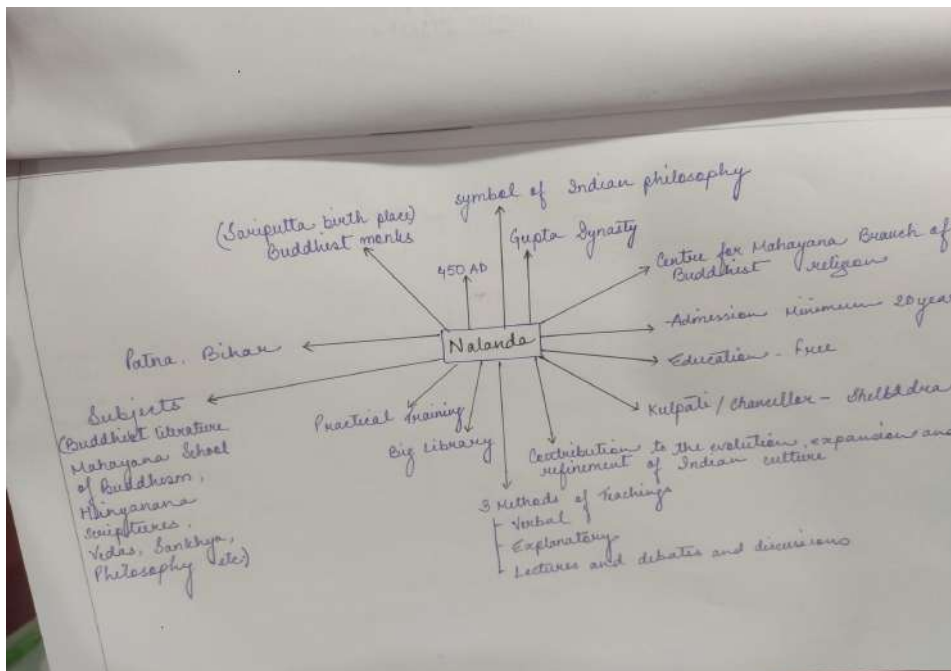 symbol of Indian philosophy
(Sariputta birth place)
Buddhist monks
450 AD
Gupta Dynasty
Centre for Mahayana Branch of
Buddhist religion
Admission Minimum 20 year
Nalanda
Patna. Bihar
Education - free
Kulpati / Chancellor - Shelbadra
Subjects
(Buddhist literature
Mahayana School
of Buddhism,
Hinyanana
scriptures,
Vedas, Sankhya,
Philosophy etc)
Practical Training
Big Library
Contribution to the evolution, expansion and
refinement of Indian culture
3 Methods of Teachings
- Verbal
- Explanatory
- Lectures and debates and discussions